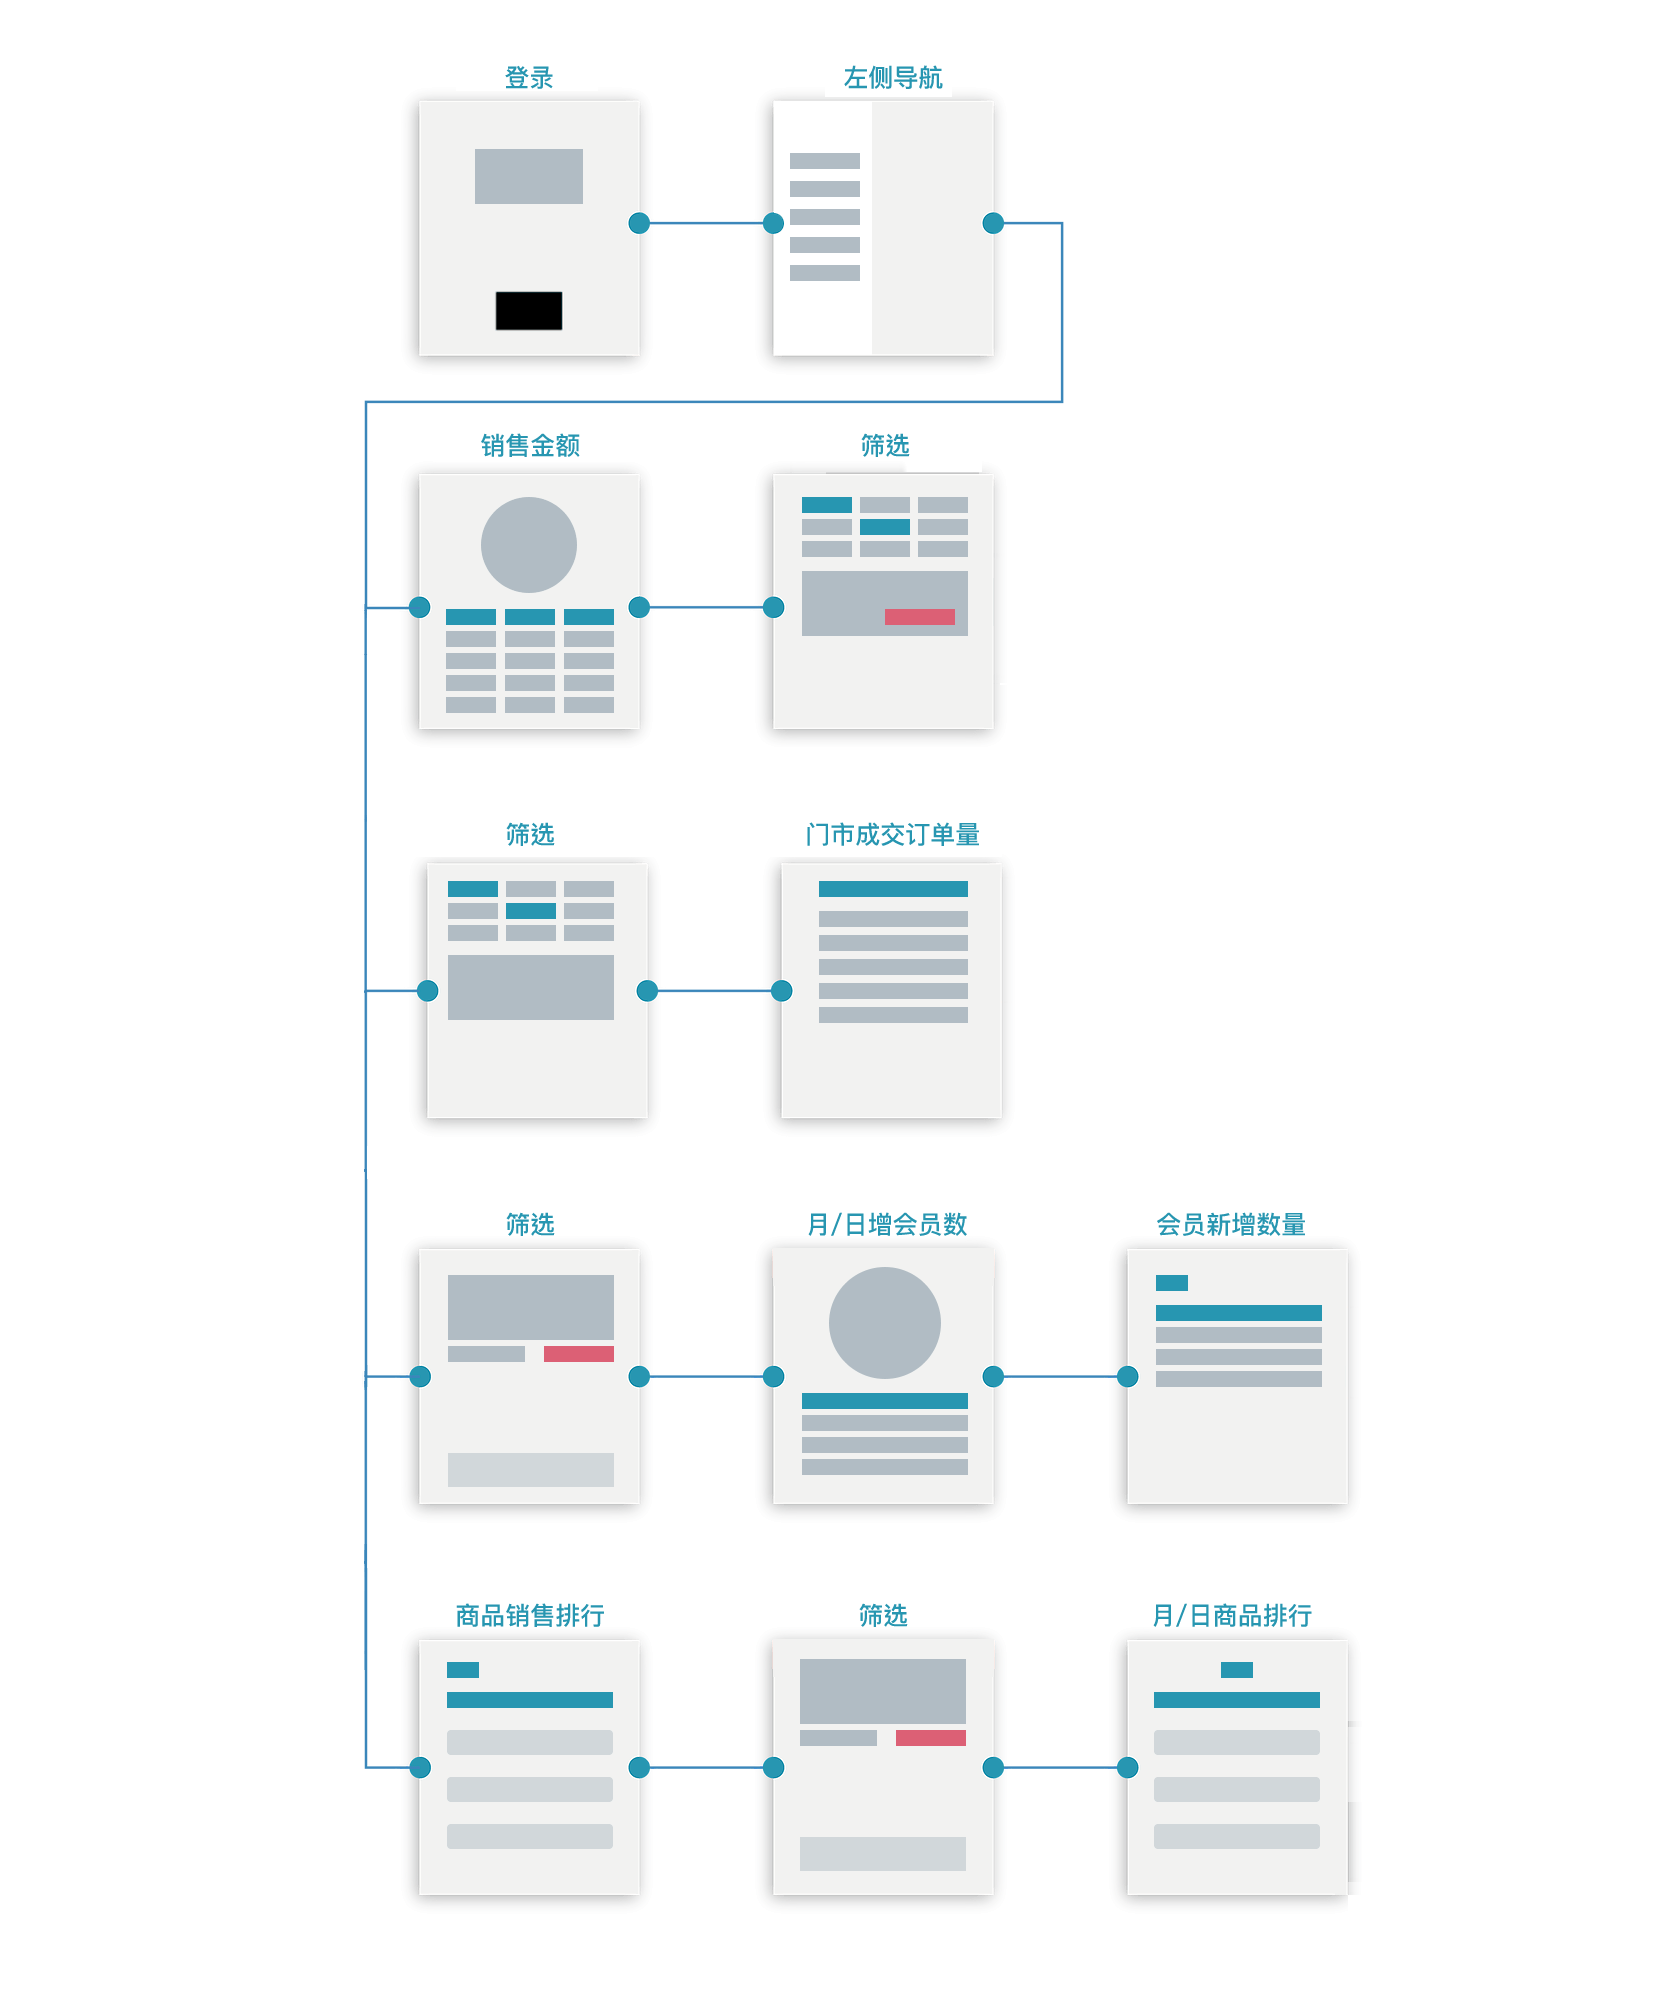 登录
左侧导航
销售金额
筛选
筛选
门市成交订单量
筛选
月/日增会员数
会员新增数量
商品销售排行
筛选
月/日商品排行